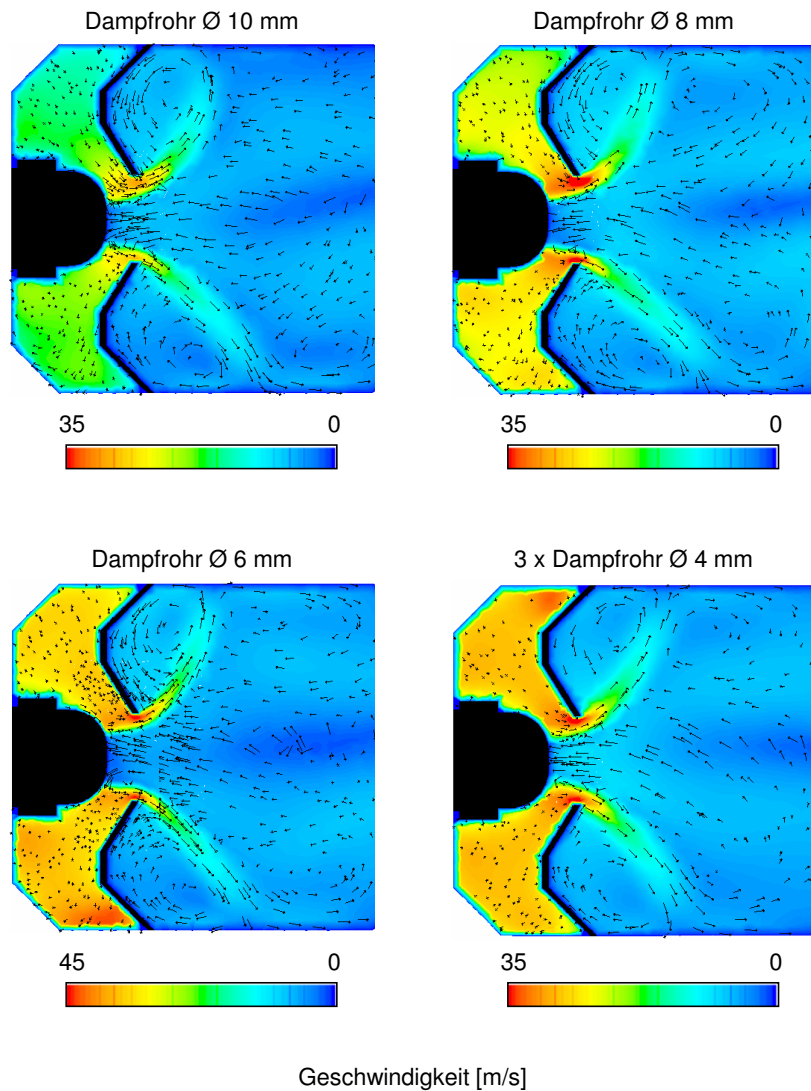 Dampfrohr Ø 10 mm
Dampfrohr Ø 8 mm
35 0
35 0
Dampfrohr Ø 6 mm
3 x Dampfrohr Ø 4 mm
45 0
35 0
Geschwindigkeit [m/s]